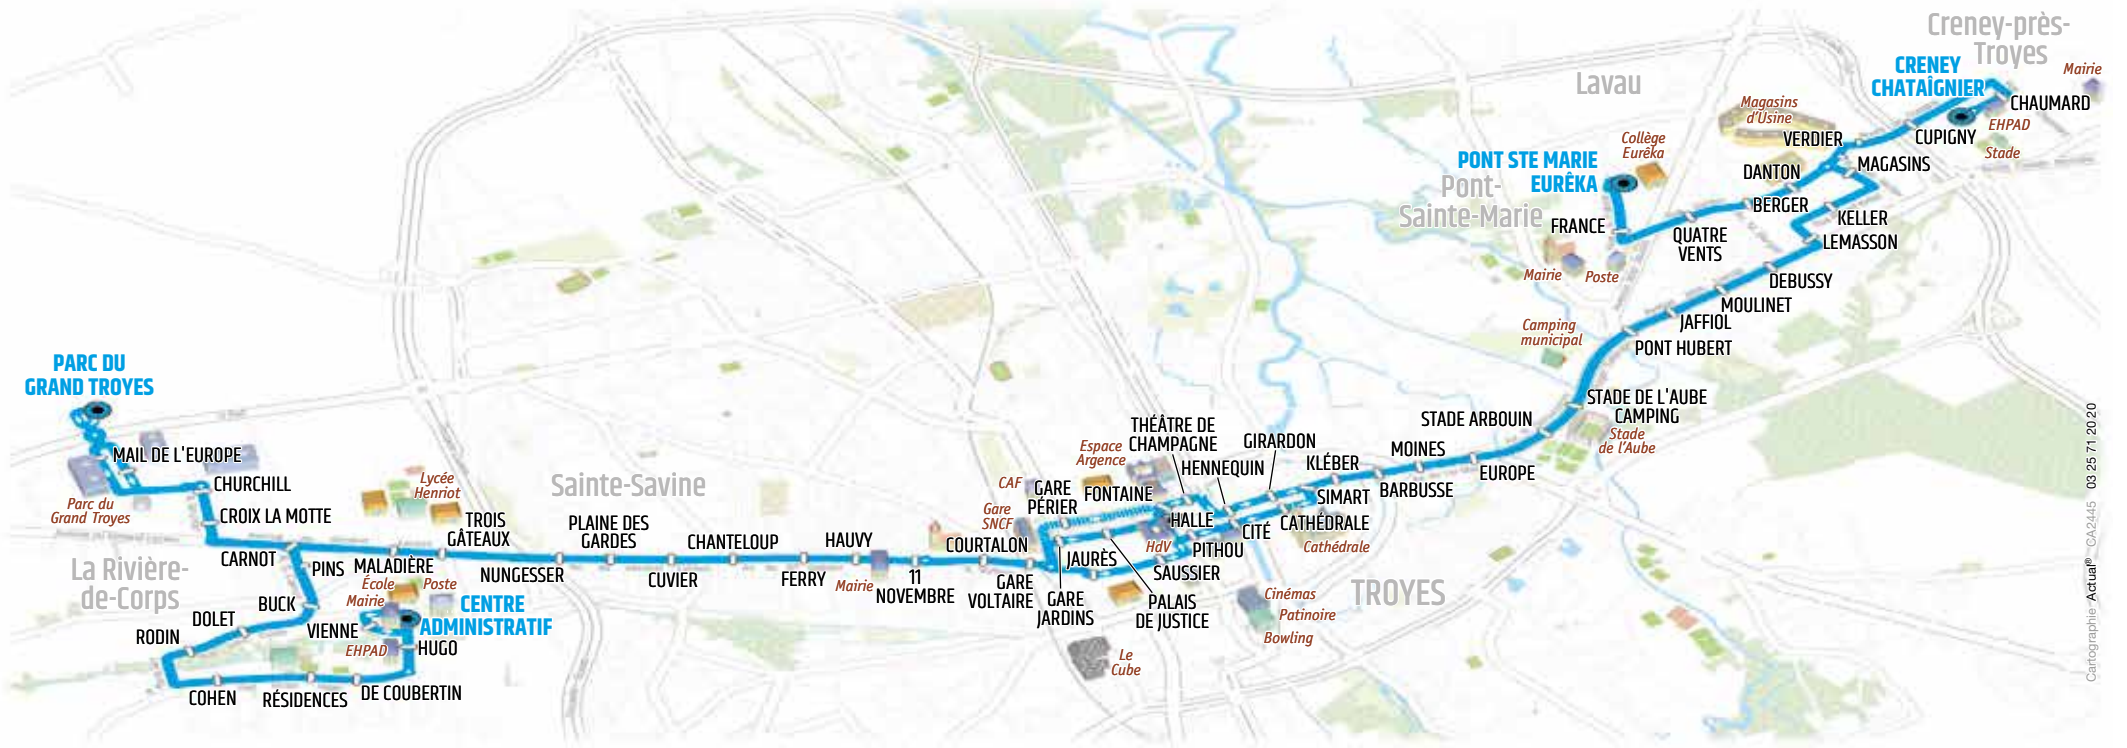 Creney-près-
Troyes
CRENEY
CHATAÎGNIER
Mairie
CHAUMARD
EHPAD
CUPIGNY
Stade
Lavau
Magasins
d'Usine
VERDIER
MAGASINS
DANTON
BERGER
KELLER
LEMASSON
Collège
Eurêka
PONT STE MARIE
EURÊKA
Pont-
Sainte-Marie
FRANCE
QUATRE
VENTS
Mairie
Poste
DEBUSSY
MOULINET
JAFFIOL
PONT HUBERT
Camping
municipal
STADE DE L'AUBE
CAMPING
Stade
de l'Aube
STADE ARBOUIN
EUROPE
MOINES
BARBUSSE
KLÉBER
SIMART
GIRARDON
CATHÉDRALE
Cathédrale
CITÉ
HENNEQUIN
THÉÂTRE DE
CHAMPAGNE
Espace
Argence
FONTAINE
HALLE
HdV
PITHOU
SAUSSIER
CAF
GARE
PÉRIER
Gare
SNCF
JAURÈS
PALAIS
DE JUSTICE
GARE
JARDINS
GARE
VOLTAIRE
COURTALON
11
NOVEMBRE
Mairie
HAUVY
FERRY
CHANTELOUP
CUVIER
PLAINE DES
GARDES
NUNGESSER
Sainte-Savine
TROYES
Cinémas
Patinoire
Bowling
Le
Cube
PARC DU
GRAND TROYES
MAIL DE L'EUROPE
CHURCHILL
Parc du
Grand Troyes
CROIX LA MOTTE
Lycée
Henriot
TROIS
GÂTEAUX
CARNOT
PINS
MALADIÈRE
La Rivière-
de-Corps
École
Poste
Mairie
CENTRE
ADMINISTRATIF
BUCK
DOLET
VIENNE
RODIN
EHPAD
HUGO
COHEN
RÉSIDENCES
DE COUBERTIN
Cartographie Actual® CA2445 03 25 71 20 20